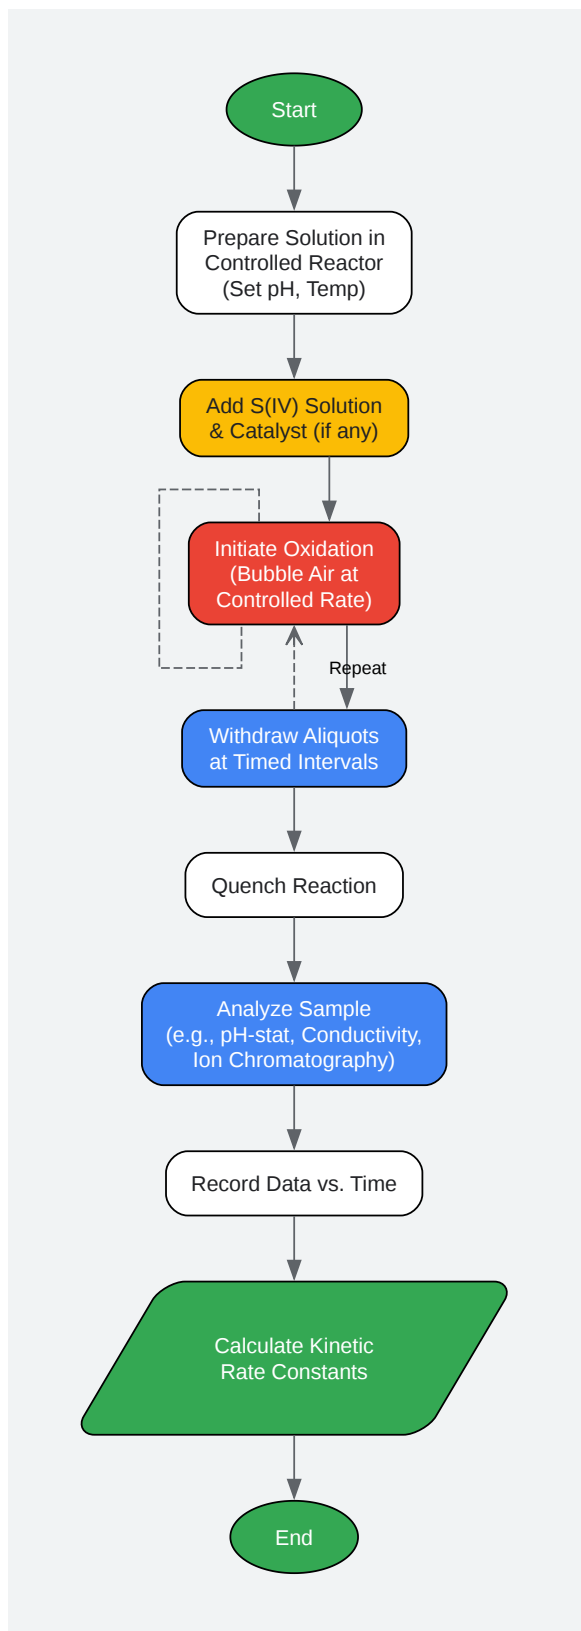 Start
Prepare Solution in
Controlled Reactor
(Set pH, Temp)
Add S(IV) Solution
& Catalyst (if any)
Initiate Oxidation
(Bubble Air at
Controlled Rate)
Repeat
Withdraw Aliquots
at Timed Intervals
Quench Reaction
Analyze Sample
(e.g., pH-stat, Conductivity,
Ion Chromatography)
Record Data vs. Time
Calculate Kinetic
Rate Constants
End